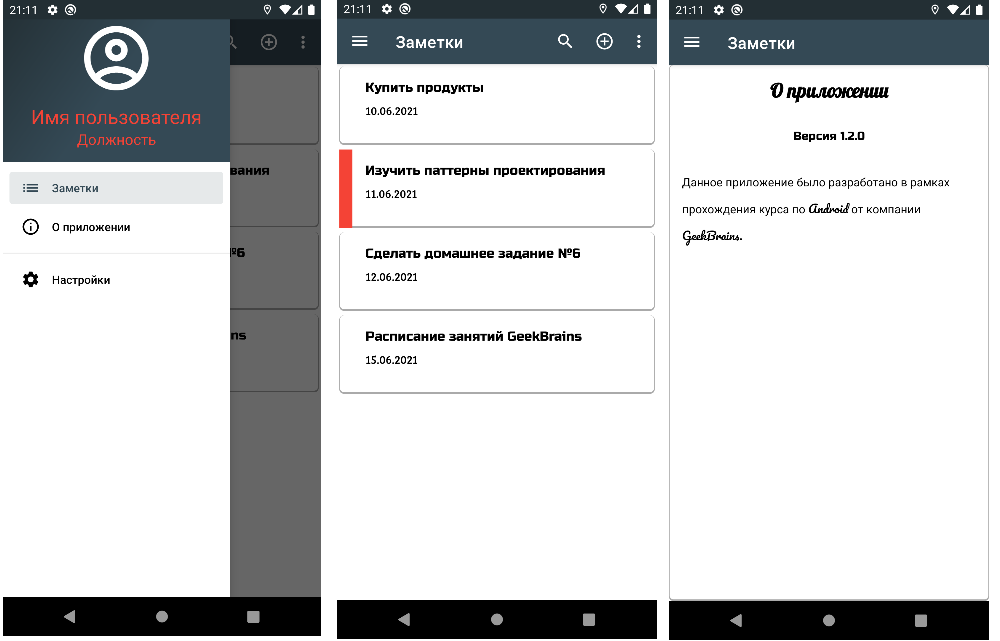 21:11
Имя пользователя
Должность
Заметки
О приложении
Настройки
вания
№6
ns
21:11
Заметки
Купить продукты
10.06.2021
Изучить паттерны проектирования
11.06.2021
Сделать домашнее задание №6
12.06.2021
Расписание занятий GeekBrains
15.06.2021
21:11
Заметки
О приложении
Версия 1.2.0
Данное приложение было разработано в рамках
прохождения курса по Android от компании
GeekBrains.